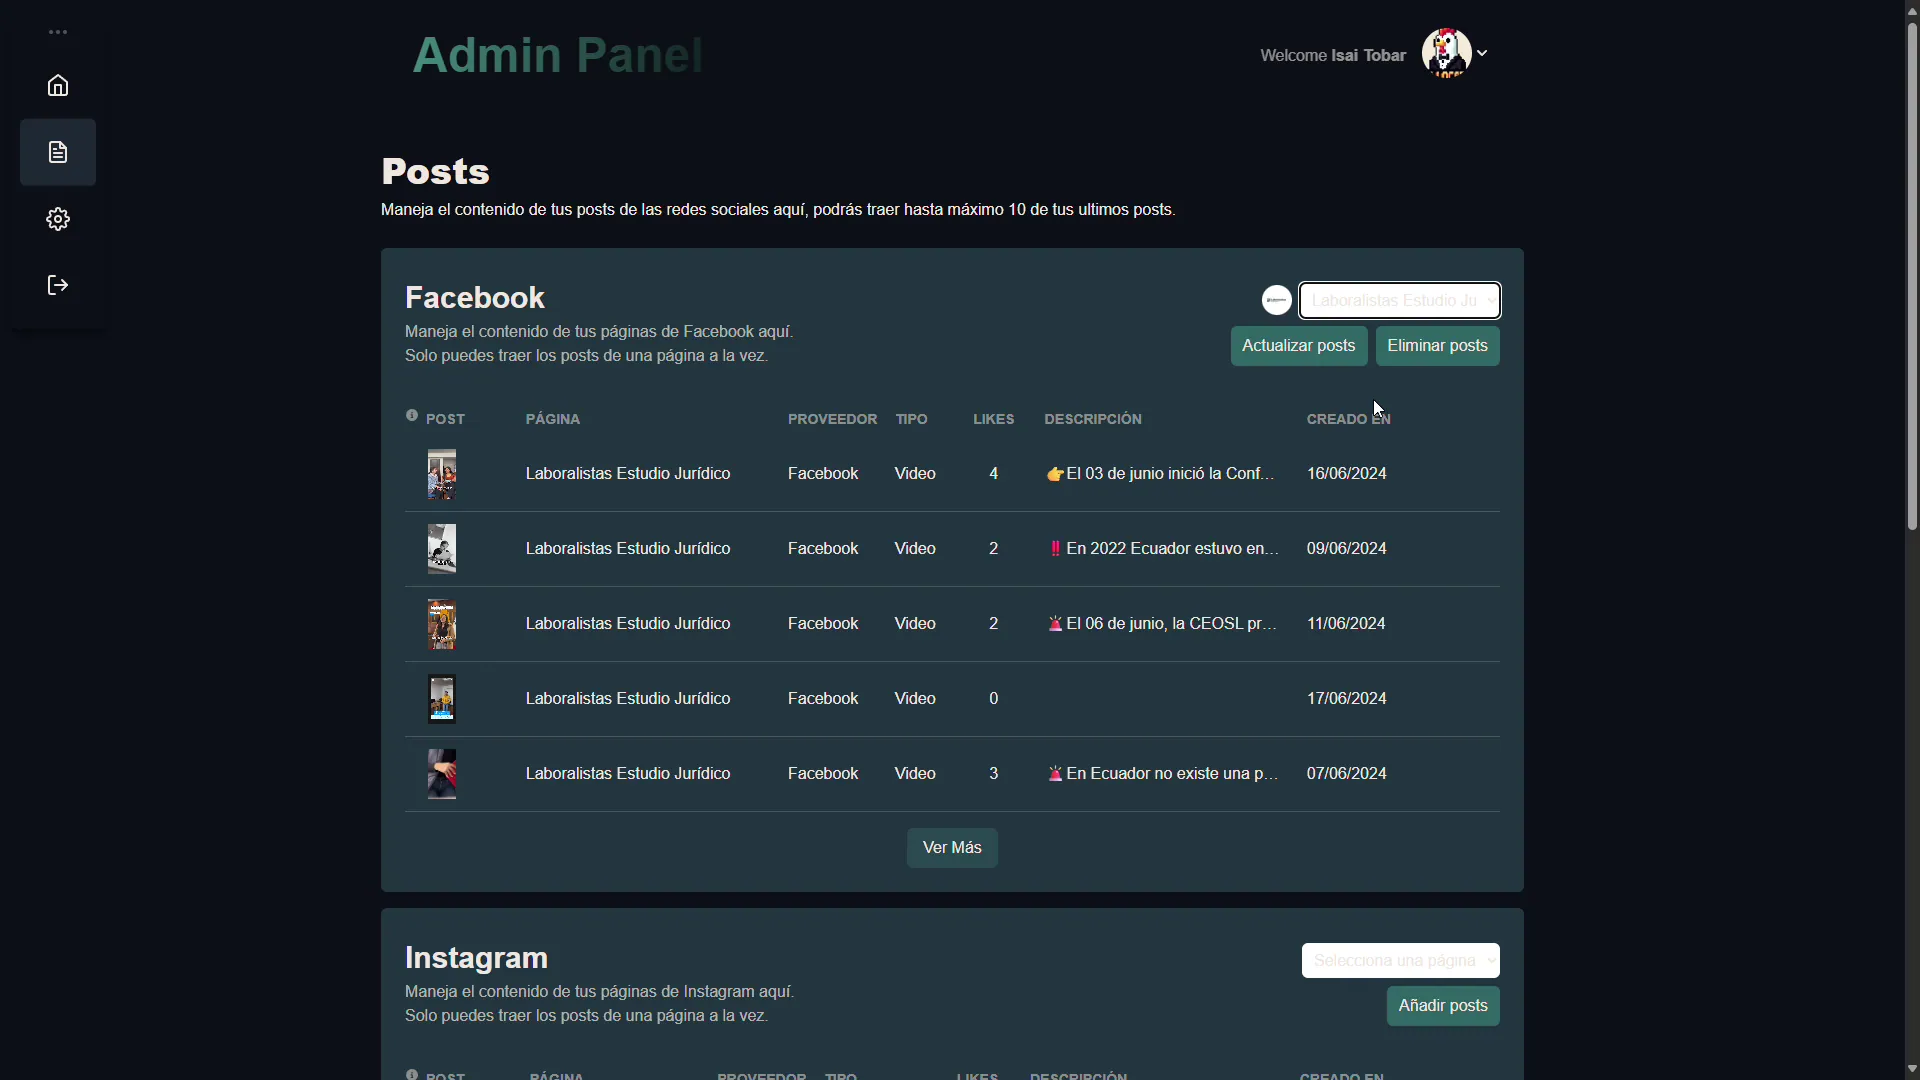 Admin Panel
Welcome Isai Tobar
Posts
Maneja el contenido de tus posts de las redes sociales aquí, podrás traer hasta máximo 10 de tus ultimos posts.
Facebook
Laboralistas Estudio Ju
Maneja el contenido de tus páginas de Facebook aquí.
Solo puedes traer los posts de una página a la vez.
Actualizar posts
Eliminar posts
POST PÁGINA PROVEEDOR TIPO LIKES DESCRIPCIÓN CREADO EN
Laboralistas Estudio Jurídico Facebook Video 4 👉El 03 de junio inició la Conf... 16/06/2024
Laboralistas Estudio Jurídico Facebook Video 2 ‼️ En 2022 Ecuador estuvo en... 09/06/2024
Laboralistas Estudio Jurídico Facebook Video 2 🚨El 06 de junio, la CEOSL pr... 11/06/2024
Laboralistas Estudio Jurídico Facebook Video 0 17/06/2024
Laboralistas Estudio Jurídico Facebook Video 3 🚨En Ecuador no existe una p... 07/06/2024
Ver Más
Instagram
Selecciona una página
Maneja el contenido de tus páginas de Instagram aquí.
Solo puedes traer los posts de una página a la vez.
Añadir posts
POST PÁGINA PROVEEDOR TIPO LIKES DESCRIPCIÓN CREADO EN